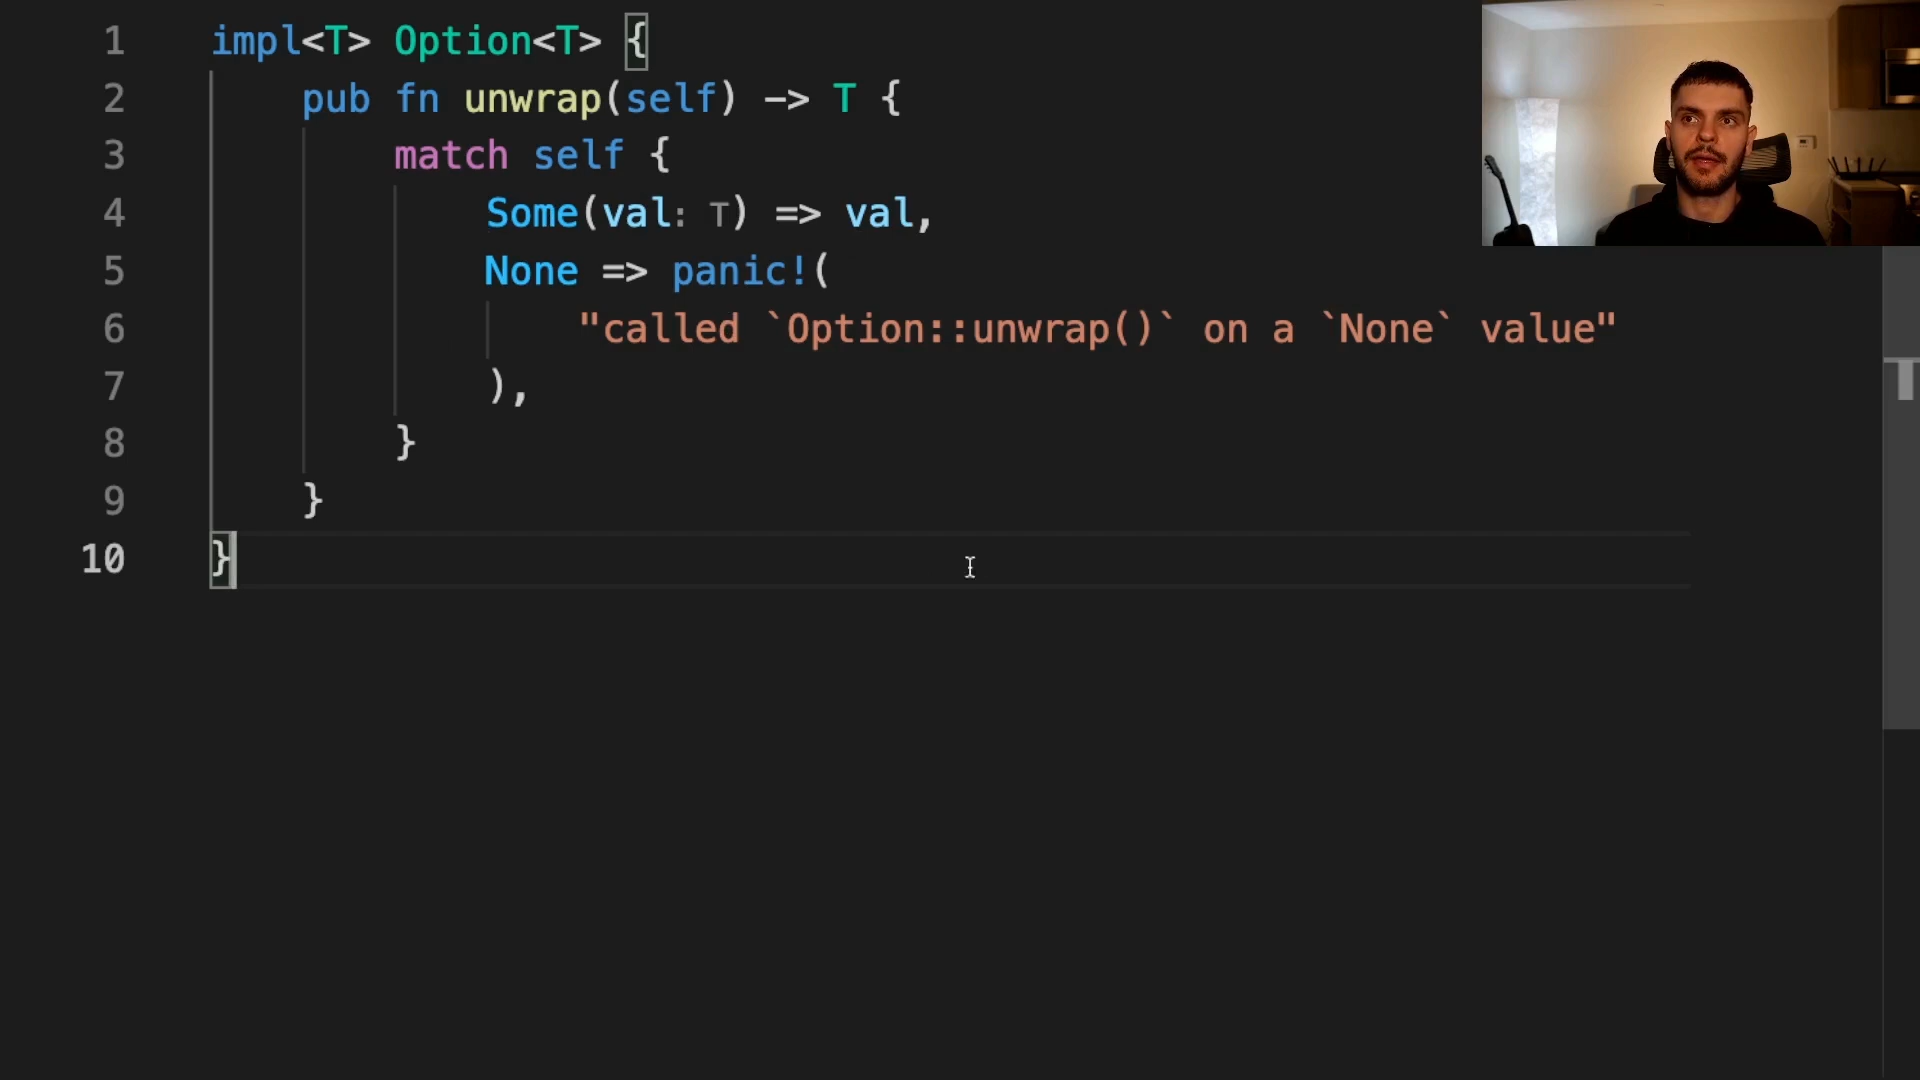 1 impl<T> Option<T> {
2 pub fn unwrap(self) -> T {
3 match self {
4 Some(val: T) => val,
5 None => panic!(
6 "called `Option::unwrap()` on a `None` value"
7 ),
8 }
9 }
10 }